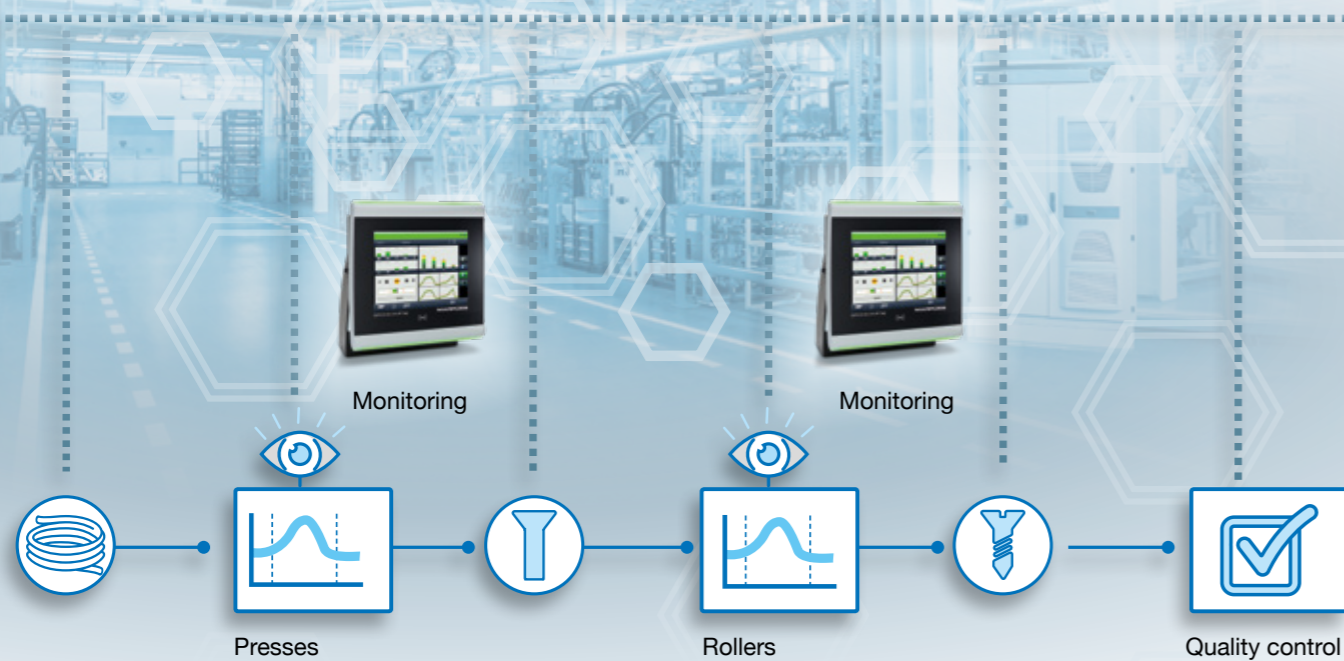 Monitoring
Monitoring
Presses
Rollers
Quality control